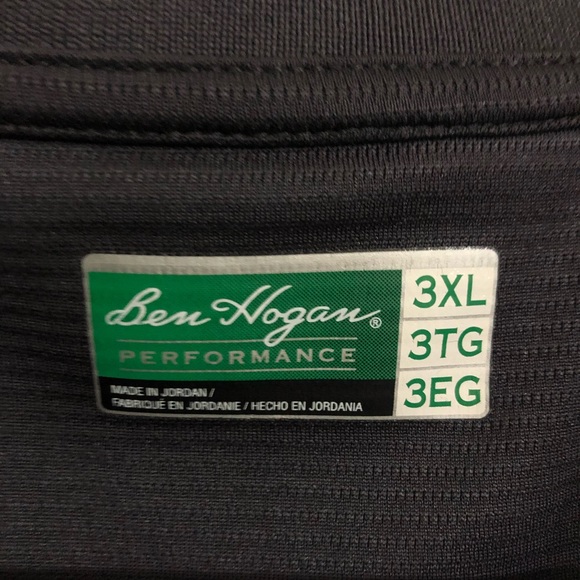 Ben Hogan®
PERFORMANCE
MADE IN JORDAN /
FABRIQUÉ EN JORDANIE / HECHO EN JORDANIA
3XL
3TG
3EG